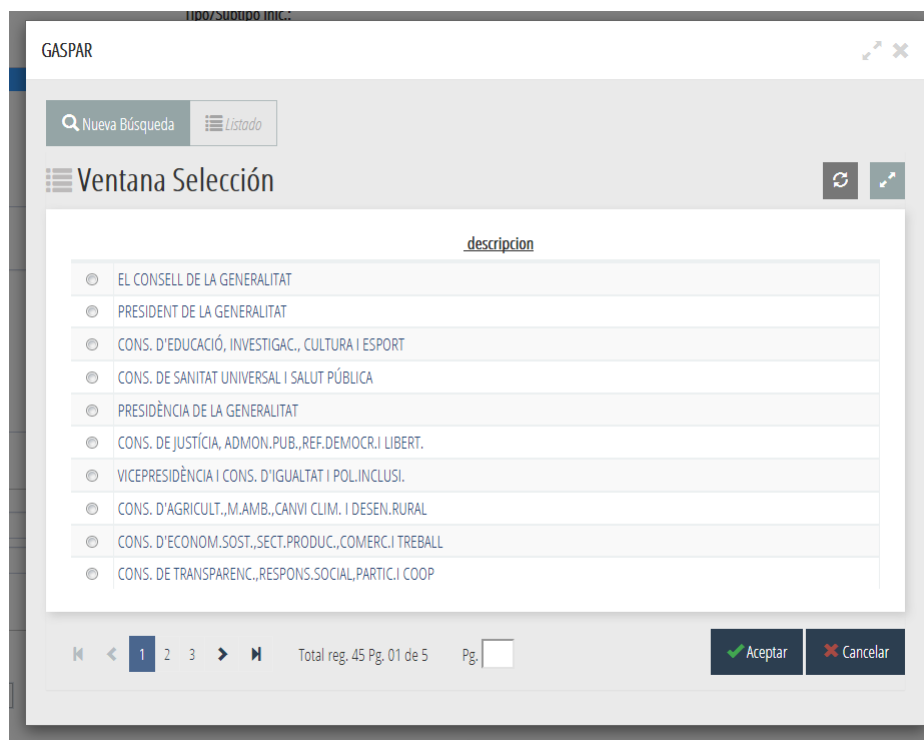 Tipo/Subtipo Inic.:
GASPAR
Nueva Búsqueda
Listado
Ventana Selección
descripcion
EL CONSELL DE LA GENERALITAT
PRESIDENT DE LA GENERALITAT
CONS. D'EDUCACIÓ, INVESTIGAC., CULTURA I ESPORT
CONS. DE SANITAT UNIVERSAL I SALUT PÚBLICA
PRESIDÈNCIA DE LA GENERALITAT
CONS. DE JUSTÍCIA, ADMON.PUB.,REF.DEMOCR.I LIBERT.
VICEPRESIDÈNCIA I CONS. D'IGUALTAT I POL.INCLUSI.
CONS. D'AGRICULT.,M.AMB.,CANVI CLIM. I DESEN.RURAL
CONS. D'ECONOM.SOST.,SECT.PRODUC.,COMERC.I TREBALL
CONS. DE TRANSPARENC.,RESPONS.SOCIAL,PARTIC.I COOP
1 2 3 Total reg. 45 Pg. 01 de 5 Pg. Aceptar Cancelar